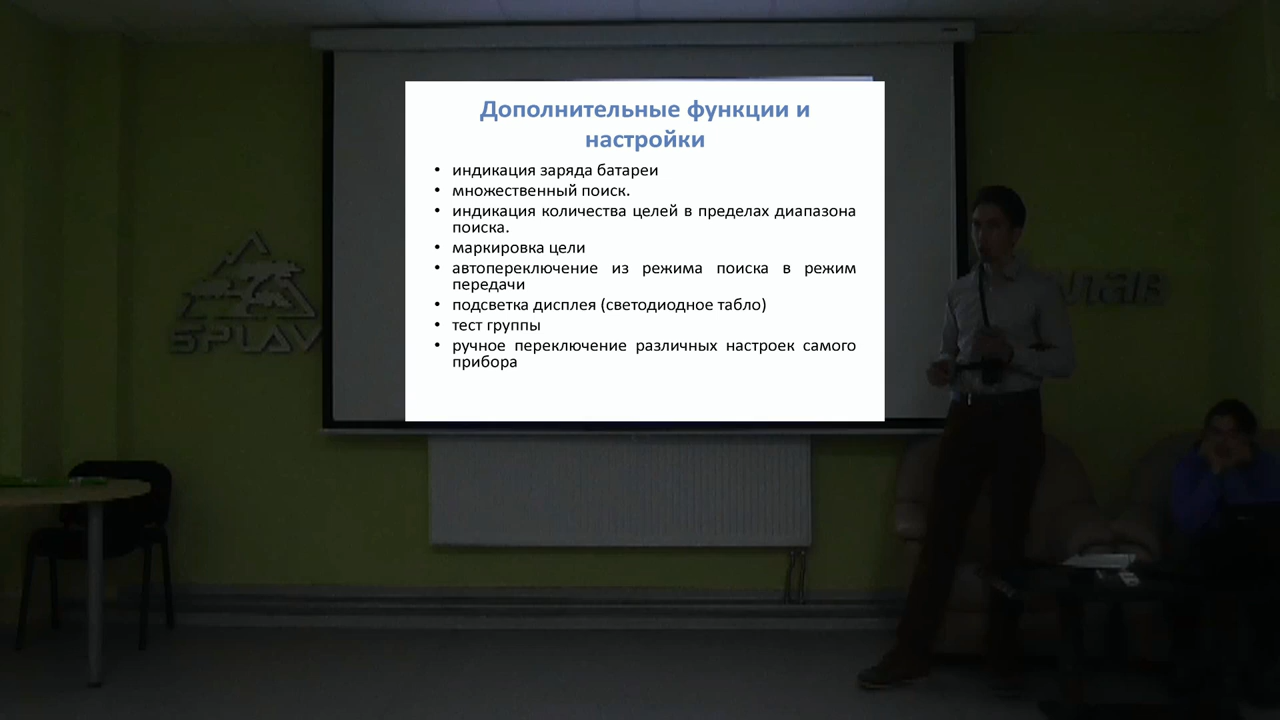 Дополнительные функции и
настройки
• индикация заряда батареи
• множественный поиск.
• индикация количества целей в пределах диапазона
поиска.
• маркировка цели
• автопереключение из режима поиска в режим
передачи
• подсветка дисплея (светодиодное табло)
• тест группы
• ручное переключение различных настроек самого
прибора
SPLAV